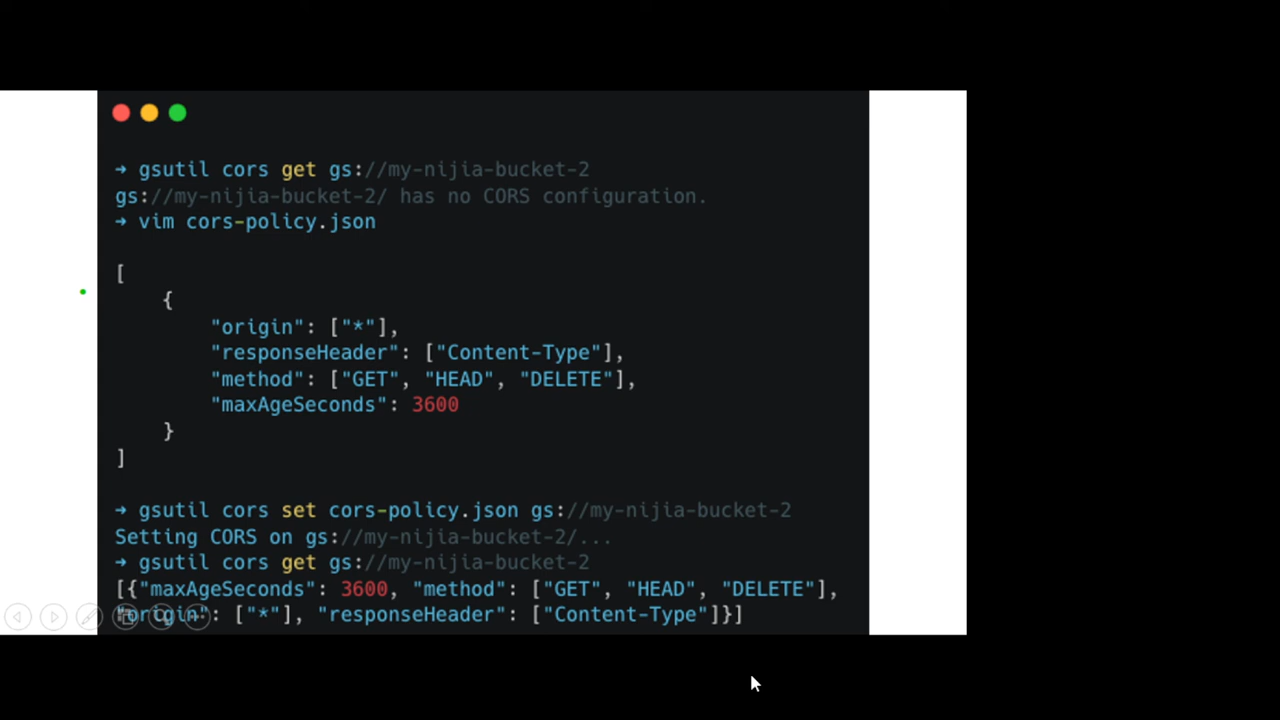 → gsutil cors get gs://my-nijia-bucket-2
gs://my-nijia-bucket-2/ has no CORS configuration.
→ vim cors-policy.json
[
{
"origin": ["*"],
"responseHeader": ["Content-Type"],
"method": ["GET", "HEAD", "DELETE"],
"maxAgeSeconds": 3600
}
]
→ gsutil cors set cors-policy.json gs://my-nijia-bucket-2
Setting CORS on gs://my-nijia-bucket-2/...
→ gsutil cors get gs://my-nijia-bucket-2
[{"maxAgeSeconds": 3600, "method": ["GET", "HEAD", "DELETE"],
"origin": ["*"], "responseHeader": ["Content-Type"]}]